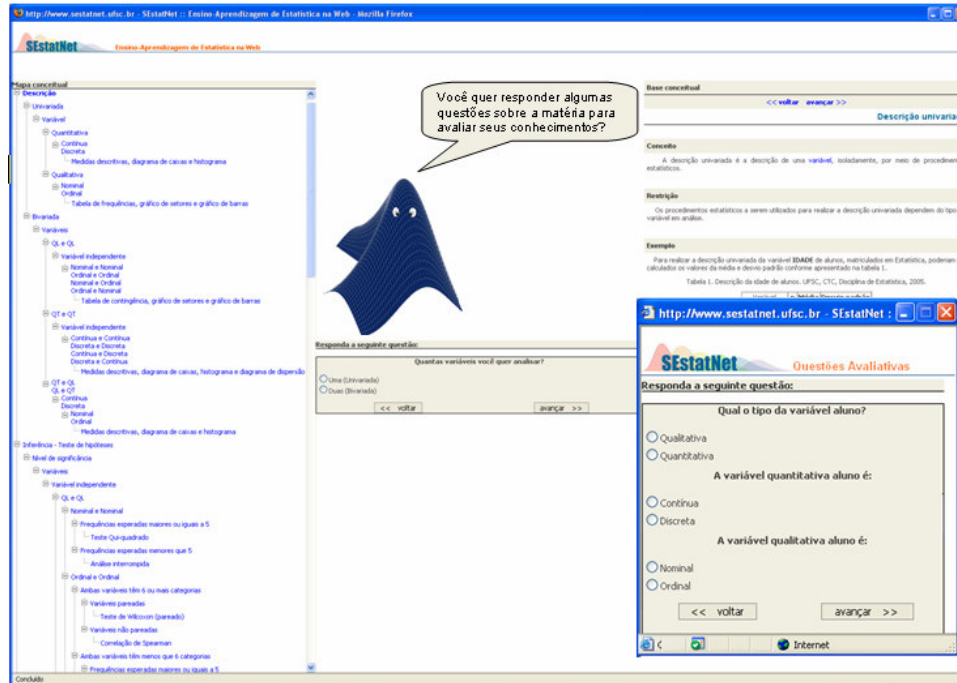 http://www.sestatnet.ufsc.br - SEstatNet :: Ensino-Aprendizagem de Estatística na Web - Mozilla Firefox
SEstatNet
Ensino-Aprendizagem de Estatística na Web
Mapa conceitual
Descrição
Univariada
Variável
Quantitativa
Contínua
Discreta
Medidas descritivas, diagrama de caixas e histograma
Qualitativa
Nominal
Ordinal
Tabela de frequências, gráfico de setores e gráfico de barras
Bivariada
Variáveis
QL e QL
Variável independente
Nominal e Nominal
Ordinal e Ordinal
Nominal e Ordinal
Ordinal e Nominal
Tabela de contingência, gráfico de setores e gráfico de barras
QT e QT
Variável independente
Contínua e Contínua
Discreta e Discreta
Contínua e Discreta
Discreta e Contínua
Medidas descritivas, diagrama de caixas, histograma e diagrama de dispersão
QT e QL
QL e QT
Contínua
Discreta
Nominal
Ordinal
Medidas descritivas, diagrama de caixas e histograma
Inferência - Teste de hipóteses
Nível de significância
Variáveis
Variável independente
QL e QL
Nominal e Nominal
Frequências esperadas maiores ou iguais a 5
Teste Qui-quadrado
Frequências esperadas menores que 5
Análise interrompida
Ordinal e Ordinal
Ambas variáveis têm 6 ou mais categorias
Variáveis pareadas
Teste de Wilcoxon (pareado)
Variáveis não pareadas
Correlação de Spearman
Ambas variáveis têm menos que 6 categorias
Frequências esperadas maiores ou iguais a 5
Concluído
Você quer responder algumas
questões sobre a matéria para
avaliar seus conhecimentos?
Responda a seguinte questão:
Quantas variáveis você quer analisar?
Uma (Univariada)
Duas (Bivariada)
<< voltar avançar >>
Base conceitual
<< voltar avançar >>
Descrição univaria
Conceito
A descrição univariada é a descrição de uma variável, isoladamente, por meio de procedimen
estatísticos.
Restrição
Os procedimentos estatísticos a serem utilizados para realizar a descrição univariada dependem do tipo
variável em análise.
Exemplo
Para realizar a descrição univariada da variável IDADE de alunos, matriculados em Estatística, poderiam
calculados os valores da média e desvio padrão conforme apresentado na tabela 1.
Tabela 1. Descrição da idade de alunos. UFSC, CTC, Disciplina de Estatística, 2005.
http://www.sestatnet.ufsc.br - SEstatNet :
SEstatNet
Questões Avaliativas
Responda a seguinte questão:
Qual o tipo da variável aluno?
Qualitativa
Quantitativa
A variável quantitativa aluno é:
Contínua
Discreta
A variável qualitativa aluno é:
Nominal
Ordinal
<< voltar avançar >>
Internet